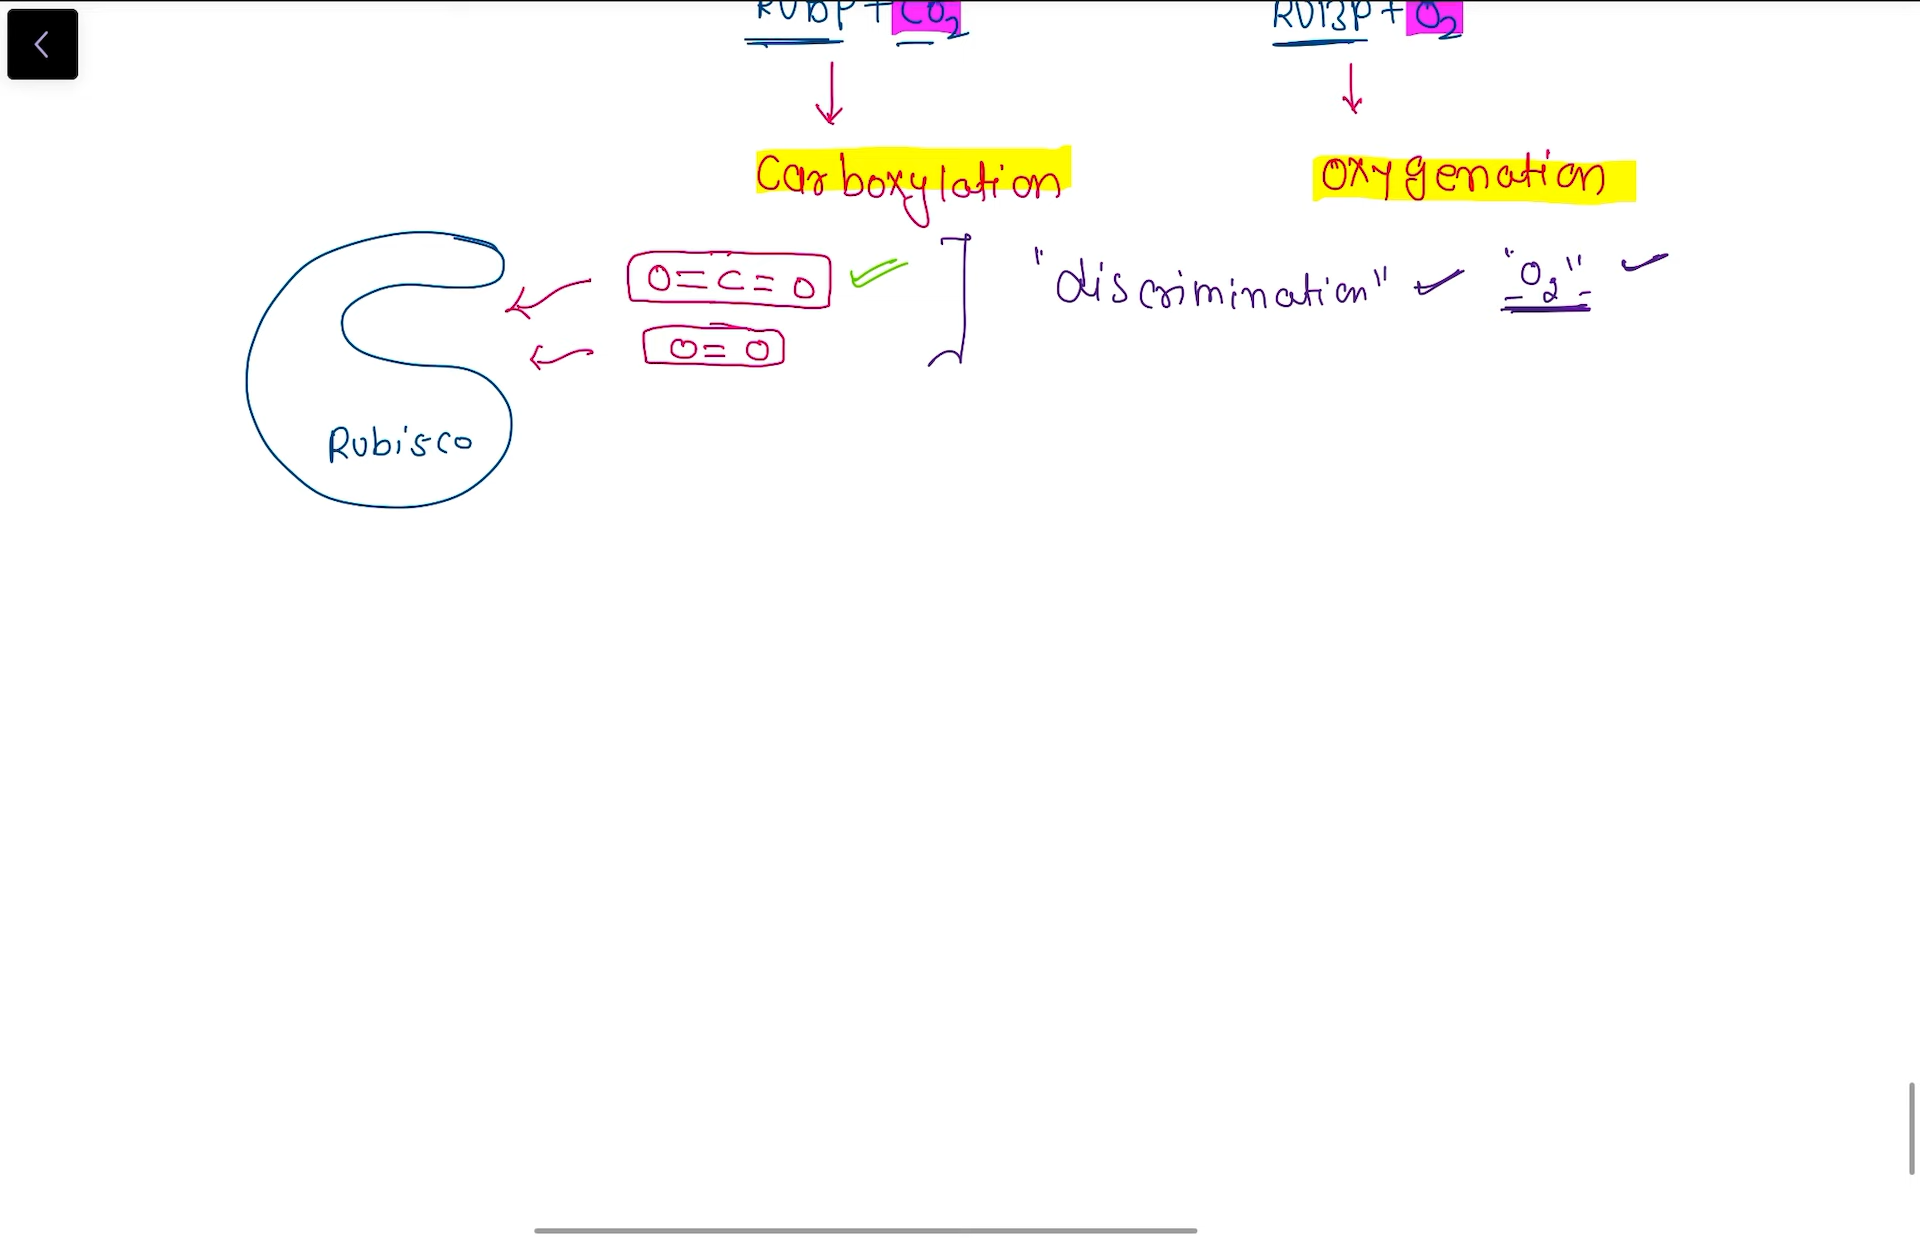 RUBP + CO2 RUBP + O2
Carboxylation oxygenation
O=C=O "discrimination" "O2"
O=O
Rubisco